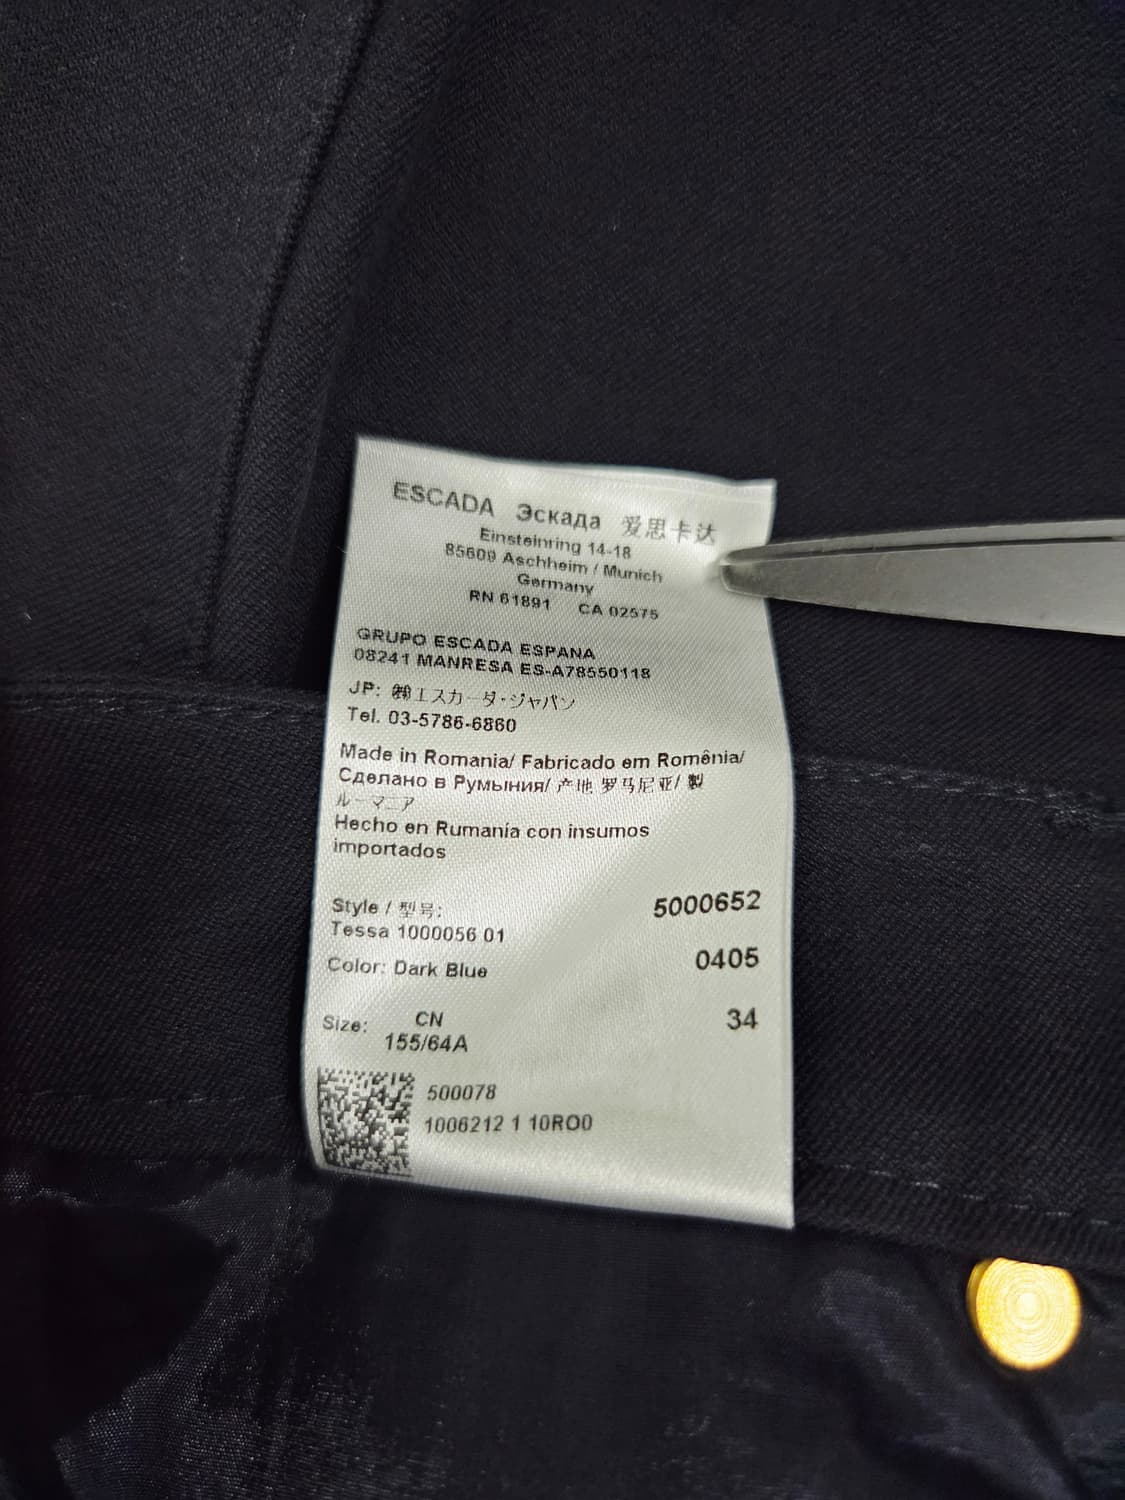 ESCADA Эскада 爱思卡达
Einsteinring 14-18
85609 Aschheim / Munich
Germany
RN 61891 CA 02575
GRUPO ESCADA ESPANA
08241 MANRESA ES-A78550118
JP: ㈱エスカーダ・ジャパン
Tel. 03-5786-6860
Made in Romania/ Fabricado em Romênia/
Сделано в Румыния/ 产地 罗马尼亚/ 製
ルーマニア
Hecho en Rumanía con insumos
importados
Style / 型号: 5000652
Tessa 1000056 01
Color: Dark Blue 0405
Size: CN 34
155/64A
500078
1006212 1 10RO0